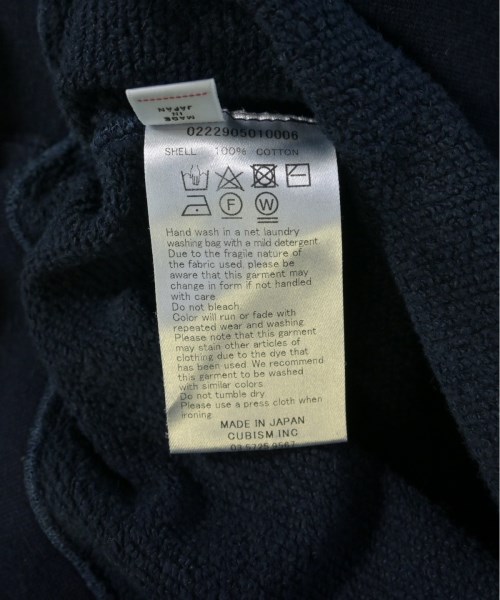 MADE
IN
JAPAN
0222905010006
SHELL 100% COTTON
F W
Hand wash in a net laundry
washing bag with a mild detergent.
Due to the fragile nature of
the fabric used, please be
aware that this garment may
change in form if not handled
with care.
Do not bleach.
Color will run or fade with
repeated wear and washing.
Please note that this garment
may stain other articles of
clothing due to the dye that
has been used. We recommend
this garment to be washed
with similar colors.
Do not tumble dry.
Please use a press cloth when
ironing.
MADE IN JAPAN
CUBISM INC
03 5725 9567